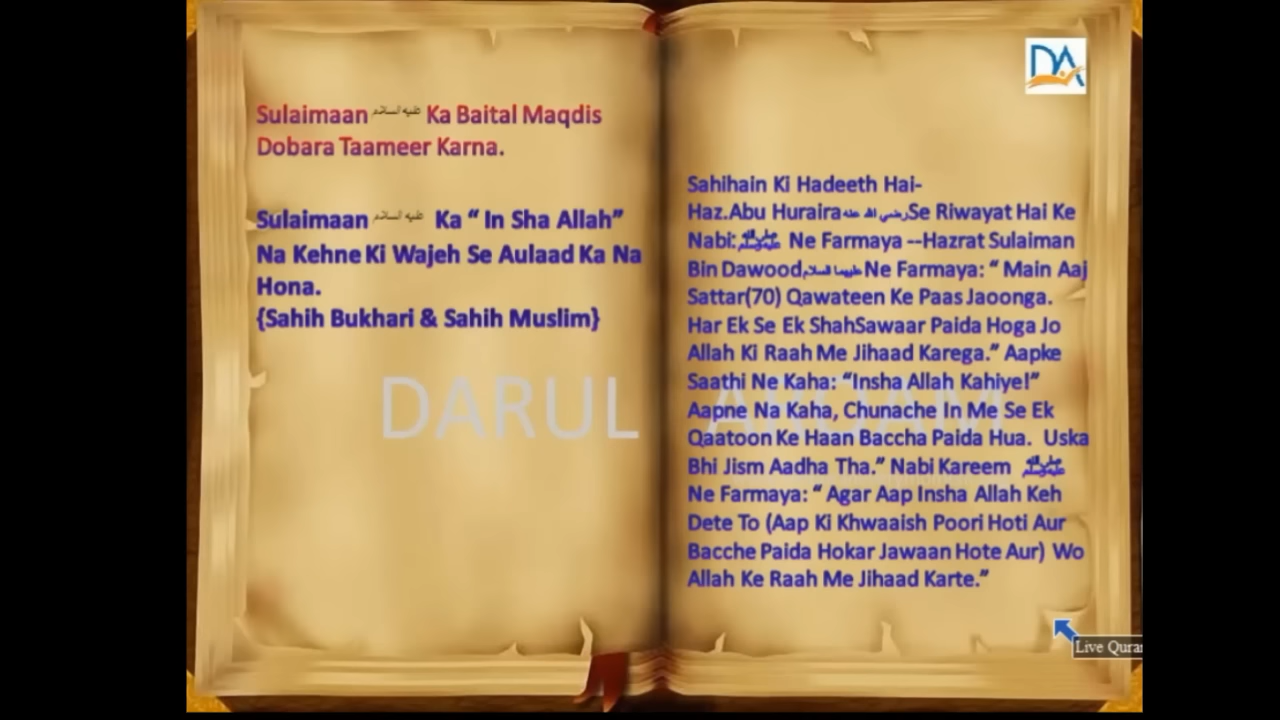 DA
Sulaimaan عليه السلام Ka Baital Maqdis
Dobara Taameer Karna.
Sulaimaan عليه السلام Ka “ In Sha Allah”
Na Kehne Ki Wajeh Se Aulaad Ka Na
Hona.
{Sahih Bukhari & Sahih Muslim}
DARUL ARQAM
Sahihain Ki Hadeeth Hai-
Haz.Abu Huraira رضي الله عنه Se Riwayat Hai Ke
Nabi: ﷺ Ne Farmaya --Hazrat Sulaiman
Bin Dawood عليهما السلام Ne Farmaya: “ Main Aaj
Sattar(70) Qawateen Ke Paas Jaoonga.
Har Ek Se Ek ShahSawaar Paida Hoga Jo
Allah Ki Raah Me Jihaad Karega.” Aapke
Saathi Ne Kaha: “Insha Allah Kahiye!”
Aapne Na Kaha, Chunache In Me Se Ek
Qaatoon Ke Haan Baccha Paida Hua. Uska
Bhi Jism Aadha Tha.” Nabi Kareem ﷺ
Ne Farmaya: “ Agar Aap Insha Allah Keh
Dete To (Aap Ki Khwaaish Poori Hoti Aur
Bacche Paida Hokar Jawaan Hote Aur) Wo
Allah Ke Raah Me Jihaad Karte.”
Live Quran